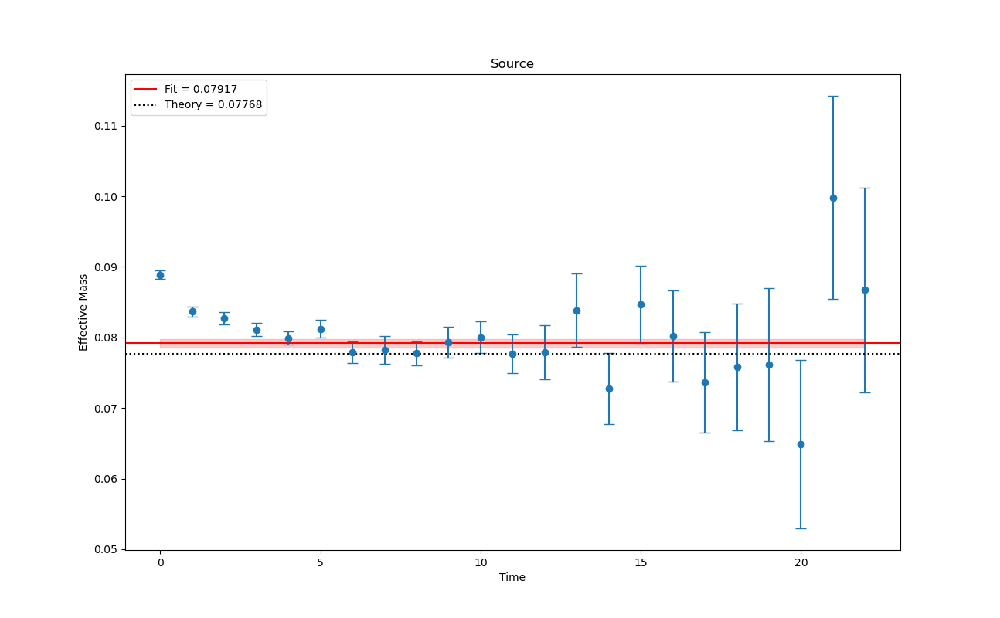 Source
Fit = 0.07917
Theory = 0.07768
0.11
0.10
0.09
0.08
0.07
0.06
0.05
Effective Mass
0 5 10 15 20
Time